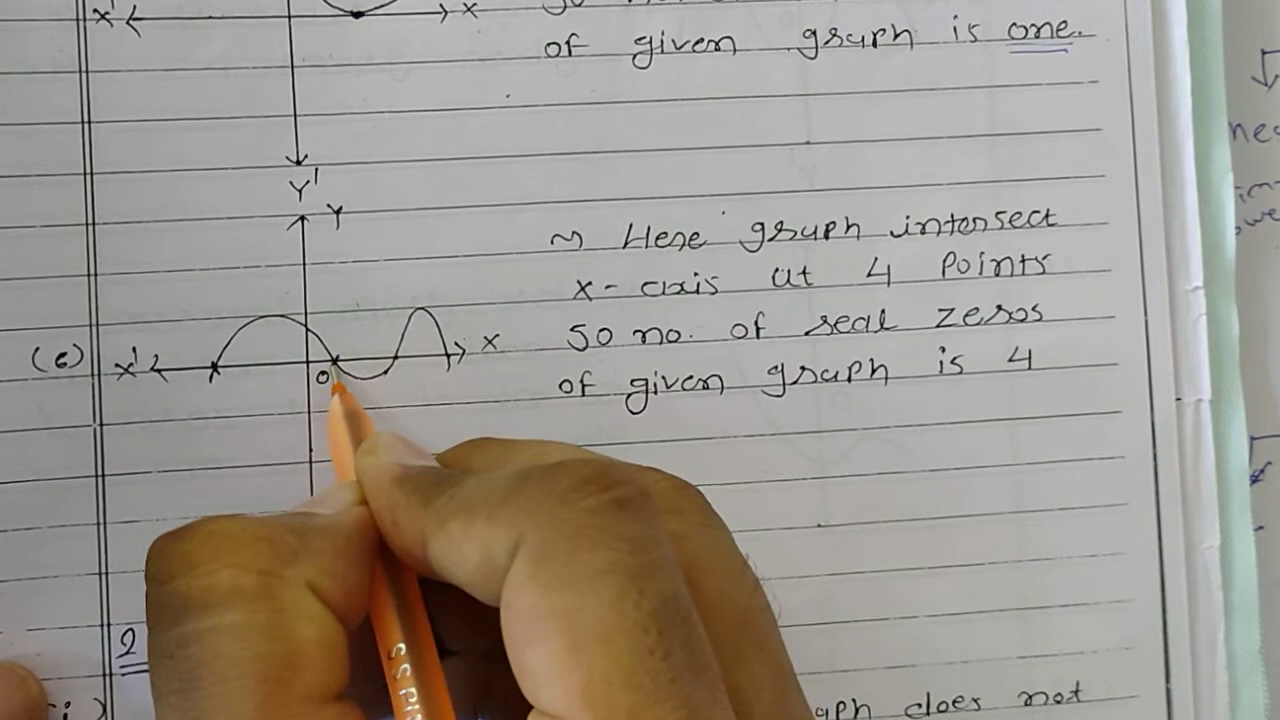 X' X
of given graph is one.
Y'
Y
~ Here graph intersect
x-axis at 4 Points
(6) X' O X so no. of real zeros
of given graph is 4
2
graph does not